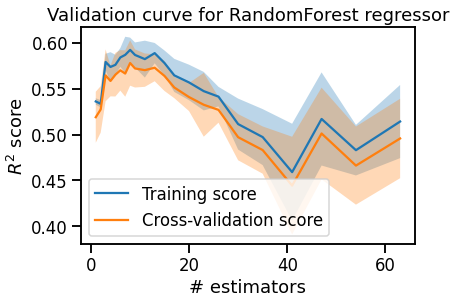 Validation curve for RandomForest regressor
R² score
0.60
0.55
0.50
0.45
0.40
Training score
Cross-validation score
0
20
40
60
# estimators